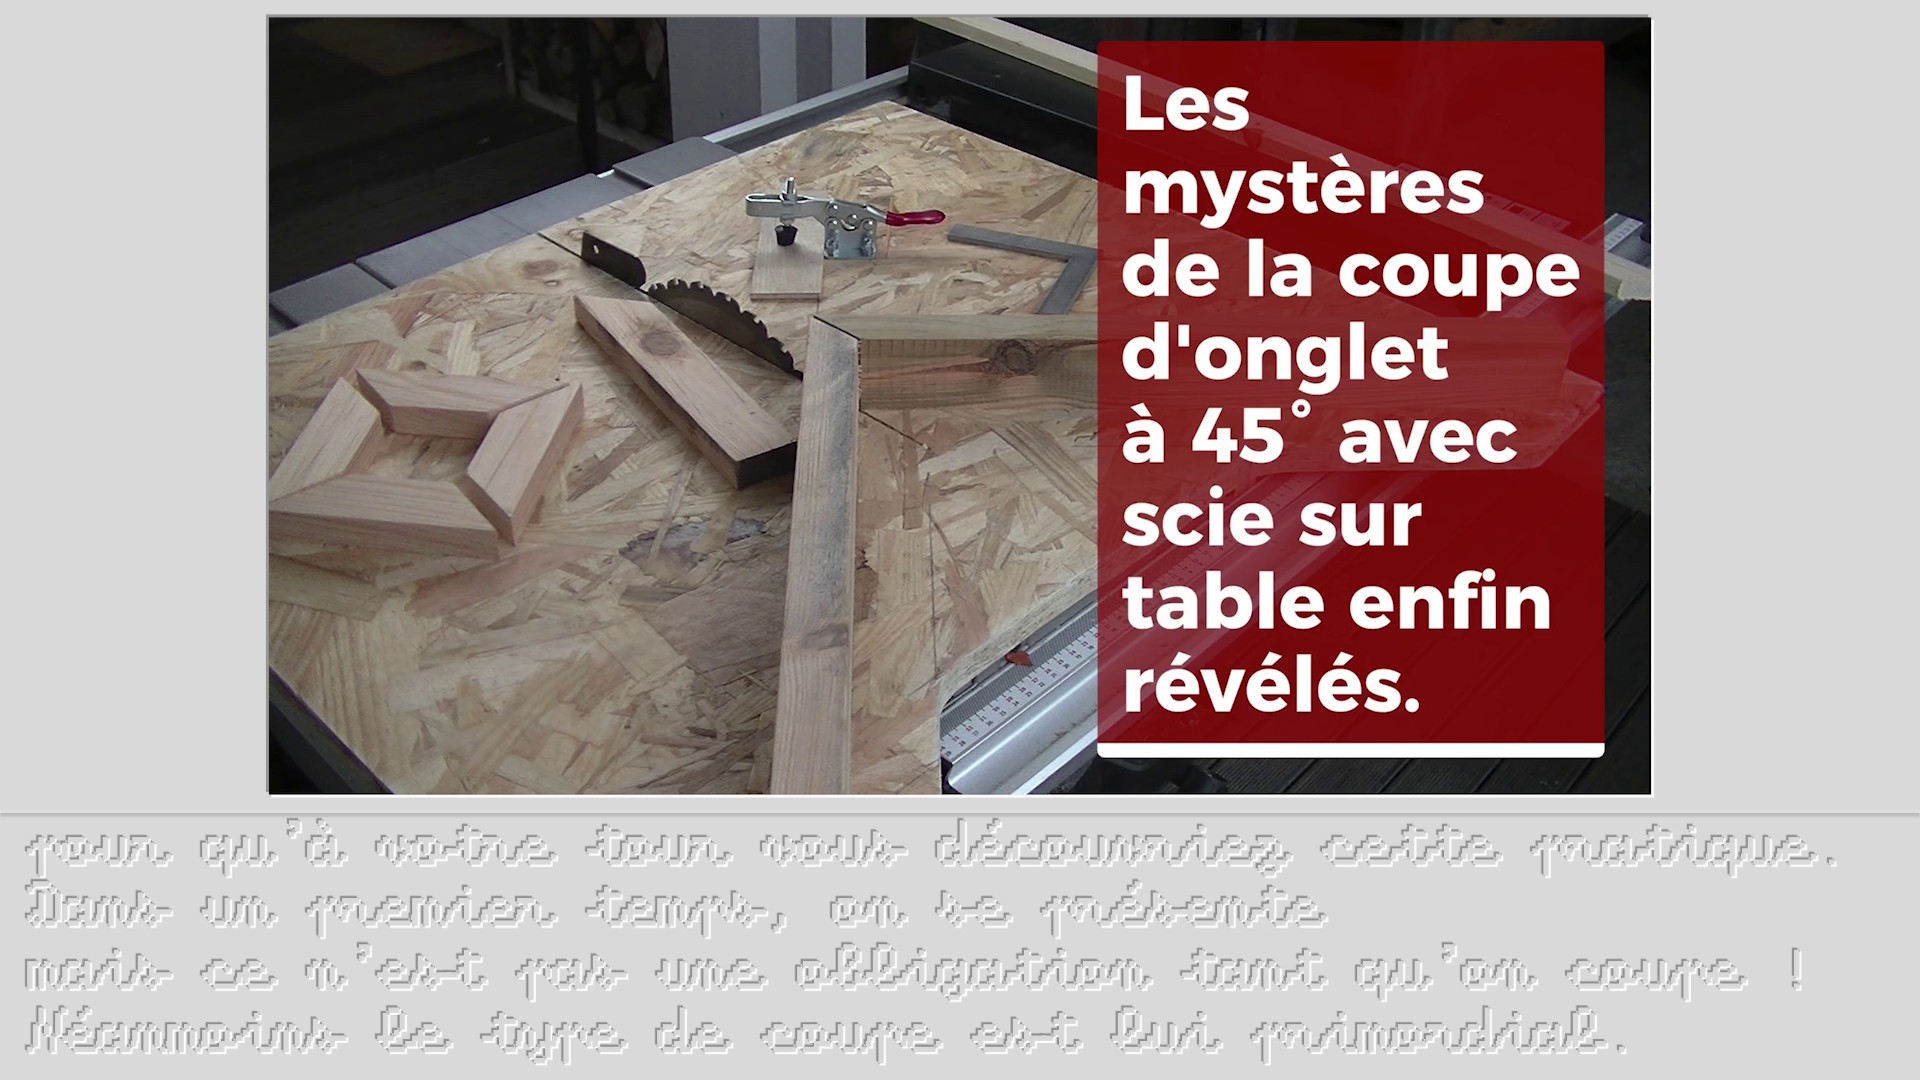 Les
mystères
de la coupe
d'onglet
à 45° avec
scie sur
table enfin
révélés.
pour qu'à votre tour vous découvriez cette pratique.
Dans un premier temps, on se présente
mais ce n'est pas une obligation tant qu'on coupe !
Néanmoins le type de coupe est lui primordial.